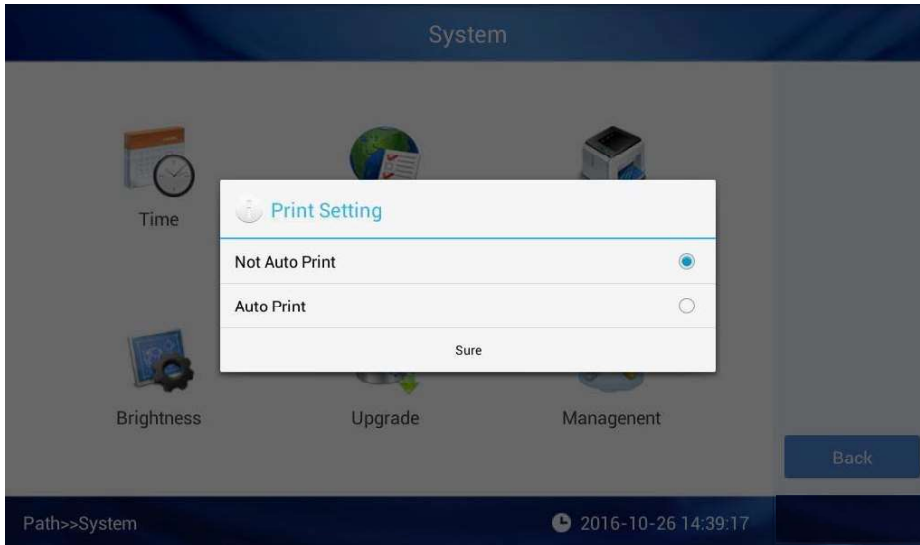 System
Time
Print Setting
Not Auto Print
Auto Print
Sure
Brightness
Upgrade
Managenent
Back
Path>>System
2016-10-26 14:39:17